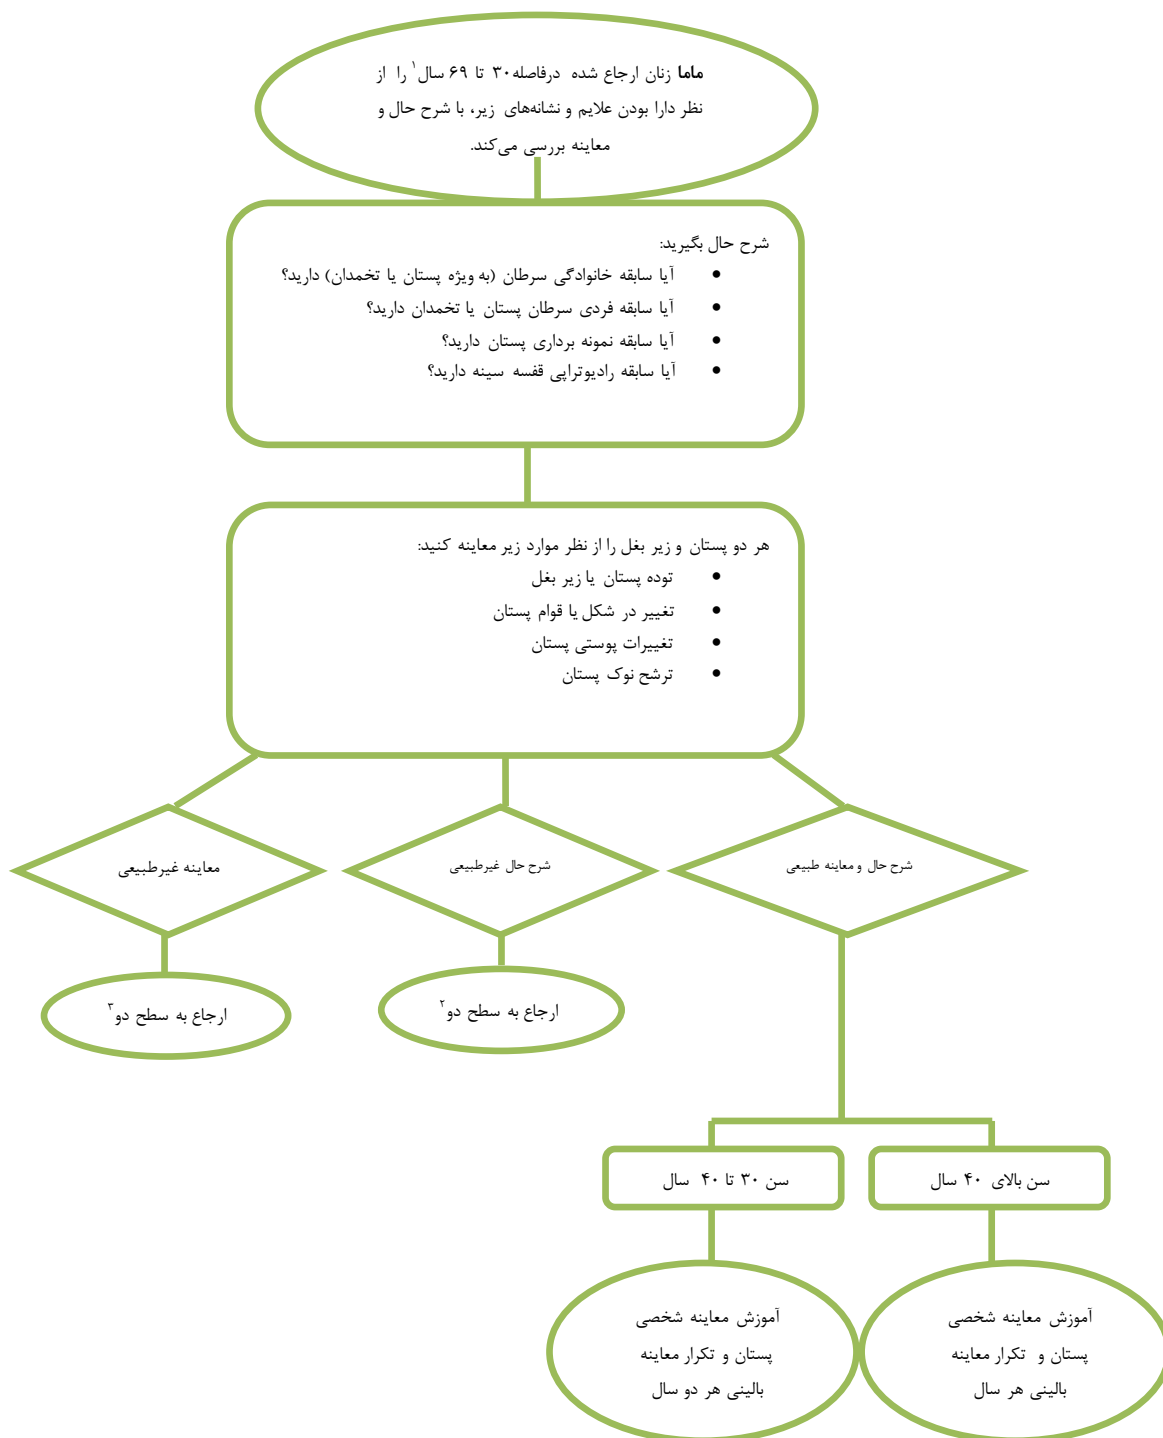 ماما زنان ارجاع شده درفاصله۳۰ تا ۶۹ سال۱ را از
نظر دارا بودن علایم و نشانه‌های زیر، با شرح حال و
معاینه بررسی می‌کند.
شرح حال بگیرید:
• آیا سابقه خانوادگی سرطان (به ویژه پستان یا تخمدان) دارید؟
• آیا سابقه فردی سرطان پستان یا تخمدان دارید؟
• آیا سابقه نمونه برداری پستان دارید؟
• آیا سابقه رادیوتراپی قفسه سینه دارید؟
هر دو پستان و زیر بغل را از نظر موارد زیر معاینه کنید:
• توده پستان یا زیر بغل
• تغییر در شکل یا قوام پستان
• تغییرات پوستی پستان
• ترشح نوک پستان
شرح حال و معاینه طبیعی
شرح حال غیرطبیعی
معاینه غیرطبیعی
ارجاع به سطح دو۲
ارجاع به سطح دو۳
سن بالای ۴۰ سال
سن ۳۰ تا ۴۰ سال
آموزش معاینه شخصی
پستان و تکرار معاینه
بالینی هر سال
آموزش معاینه شخصی
پستان و تکرار معاینه
بالینی هر دو سال